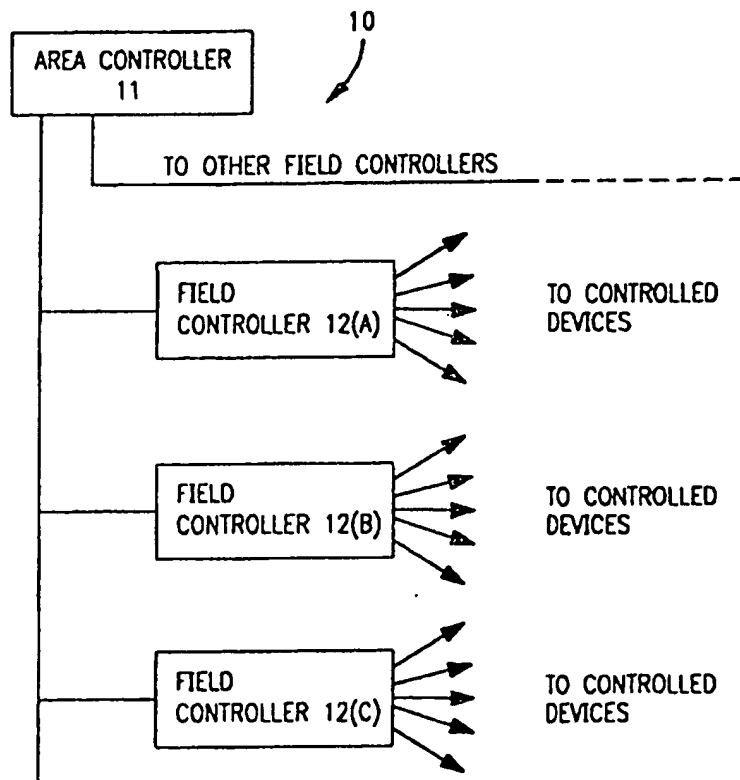 10
AREA CONTROLLER
11
TO OTHER FIELD CONTROLLERS
FIELD
CONTROLLER 12(A)
TO CONTROLLED
DEVICES
FIELD
CONTROLLER 12(B)
TO CONTROLLED
DEVICES
FIELD
CONTROLLER 12(C)
TO CONTROLLED
DEVICES